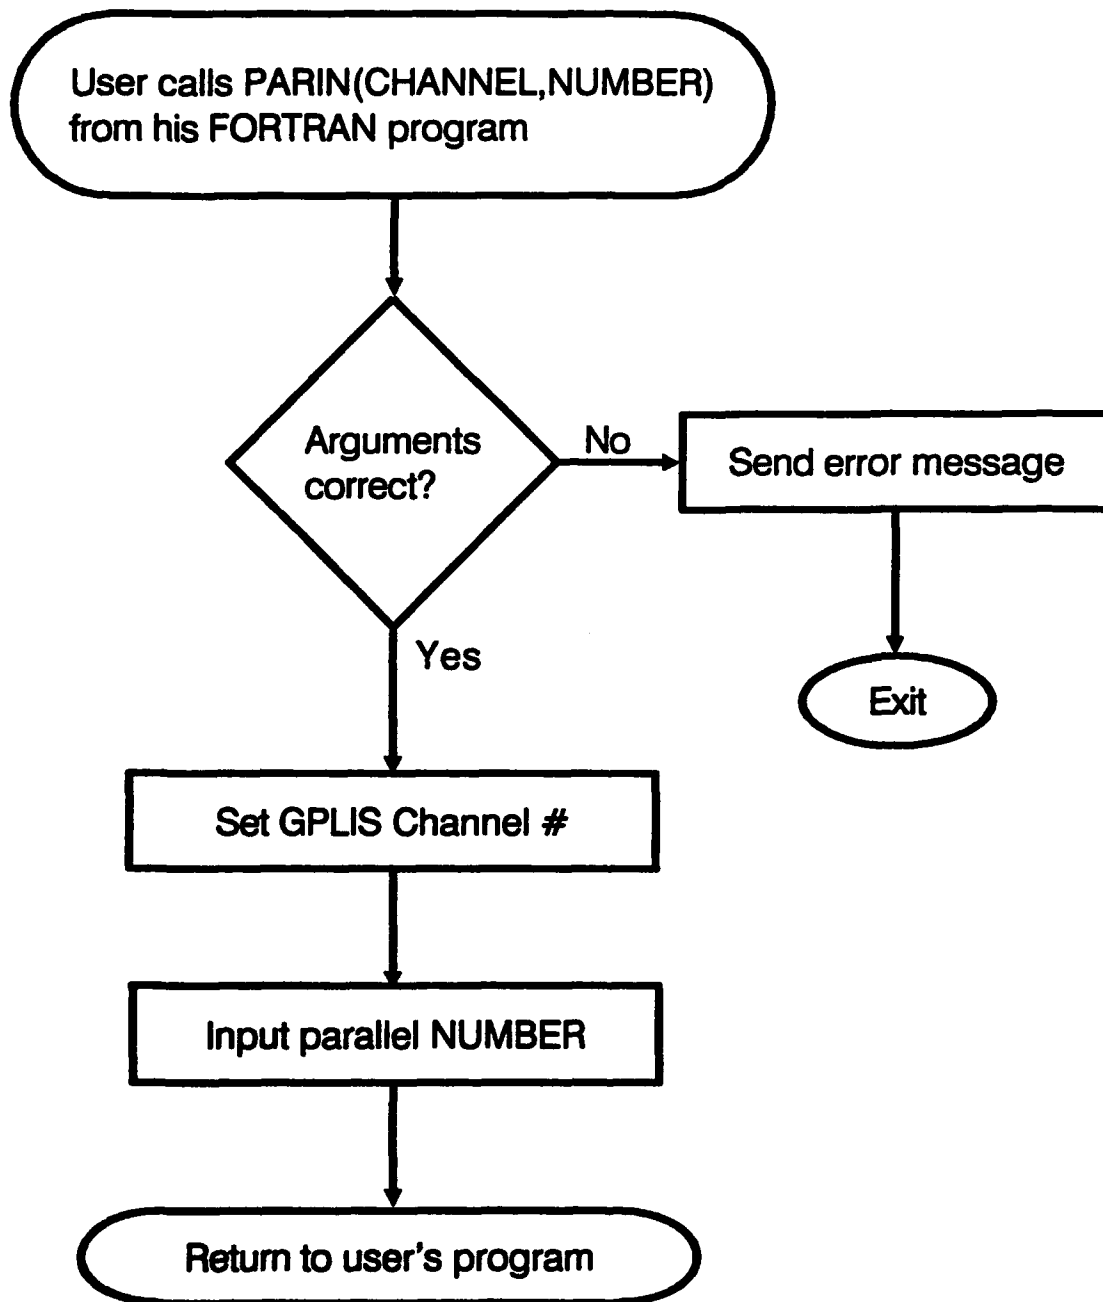 User calls PARIN(CHANNEL,NUMBER)
from his FORTRAN program
Arguments
correct?
No
Send error message
Yes
Exit
Set GPLIS Channel #
Input parallel NUMBER
Return to user's program